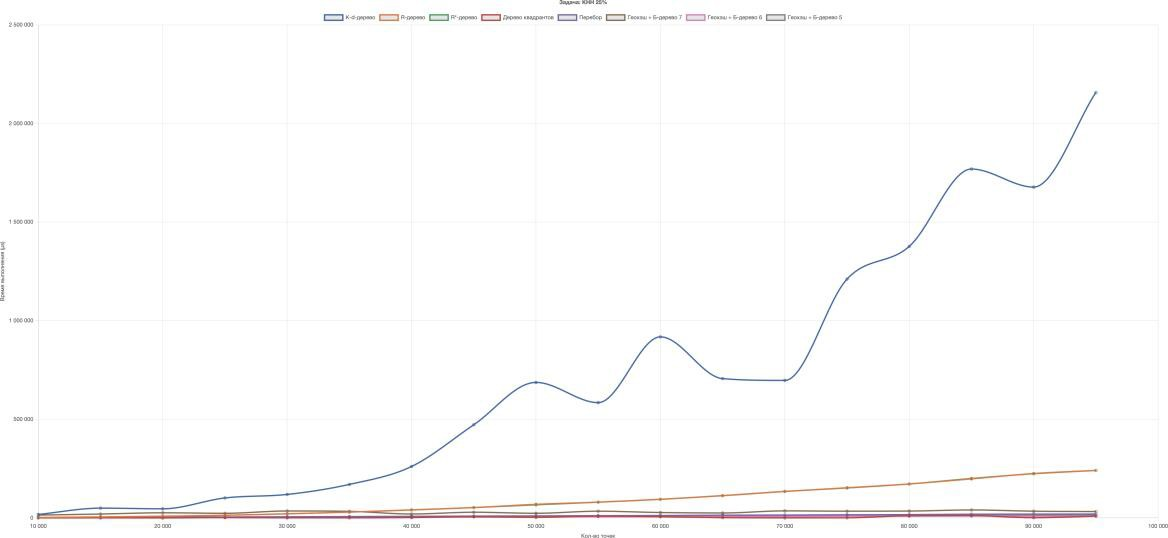 Задача: KНН 25%
K-d-дерево R-дерево R*-дерево Дерево квадрантов Перебор Геохэш + Б-дерево 7 Геохэш + Б-дерево 6 Геохэш + Б-дерево 5
2 500 000
2 000 000
1 500 000
1 000 000
500 000
0
Время выполнения (μs)
10 000 20 000 30 000 40 000 50 000 60 000 70 000 80 000 90 000 100 000
Кол-во точек